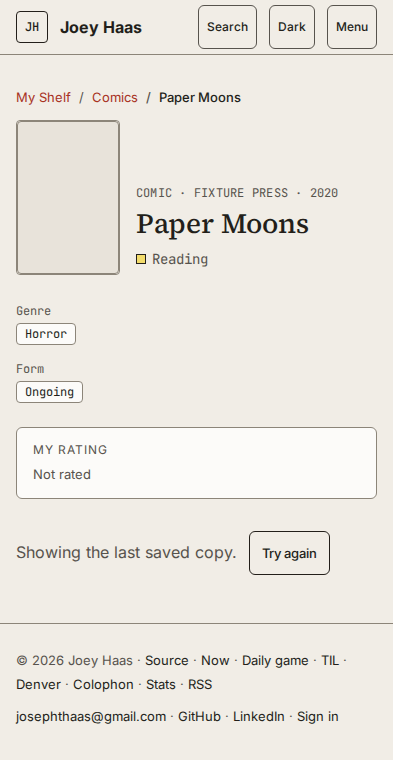 JH Joey Haas Search Dark Menu
My Shelf / Comics / Paper Moons
COMIC · FIXTURE PRESS · 2020
Paper Moons
Reading
Genre
Horror
Form
Ongoing
MY RATING
Not rated
Showing the last saved copy. Try again
© 2026 Joey Haas · Source · Now · Daily game · TIL ·
Denver · Colophon · Stats · RSS
josephthaas@gmail.com · GitHub · LinkedIn · Sign in